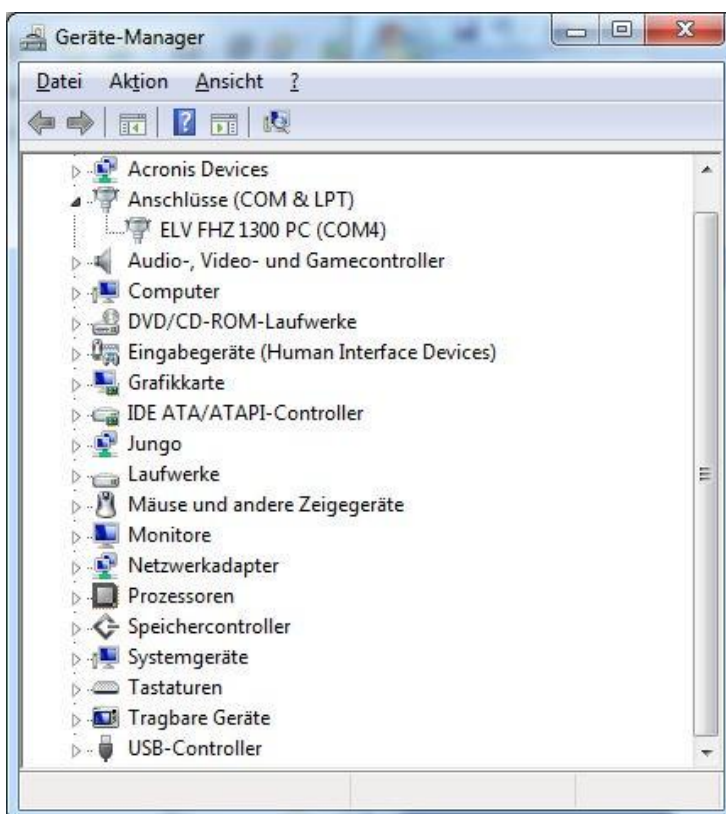 Geräte-Manager
Datei Aktion Ansicht ?
?
Acronis Devices
Anschlüsse (COM & LPT)
ELV FHZ 1300 PC (COM4)
Audio-, Video- und Gamecontroller
Computer
DVD/CD-ROM-Laufwerke
Eingabegeräte (Human Interface Devices)
Grafikkarte
IDE ATA/ATAPI-Controller
Jungo
Laufwerke
Mäuse und andere Zeigegeräte
Monitore
Netzwerkadapter
Prozessoren
Speichercontroller
Systemgeräte
Tastaturen
Tragbare Geräte
USB-Controller